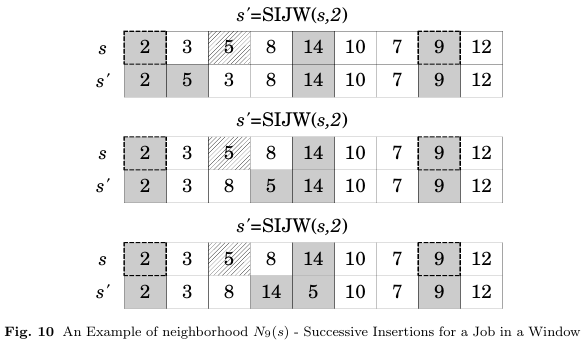 s′=SIJW(s,2)
s 2 3 5 8 14 10 7 9 12
s′ 2 5 3 8 14 10 7 9 12
s′=SIJW(s,2)
s 2 3 5 8 14 10 7 9 12
s′ 2 3 8 5 14 10 7 9 12
s′=SIJW(s,2)
s 2 3 5 8 14 10 7 9 12
s′ 2 3 8 14 5 10 7 9 12
Fig. 10 An Example of neighborhood N₉(s) - Successive Insertions for a Job in a Window